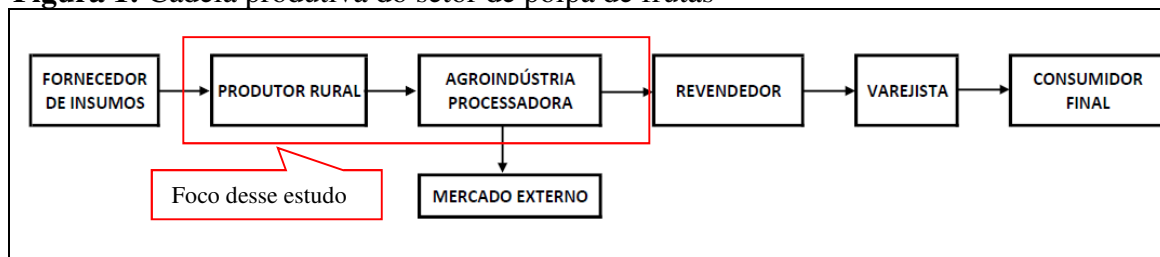 Figura 1: Cadeia produtiva do setor de polpa de frutas
FORNECEDOR
DE INSUMOS
PRODUTOR RURAL
AGROINDÚSTRIA
PROCESSADORA
REVENDEDOR
VAREJISTA
CONSUMIDOR
FINAL
Foco desse estudo
MERCADO EXTERNO